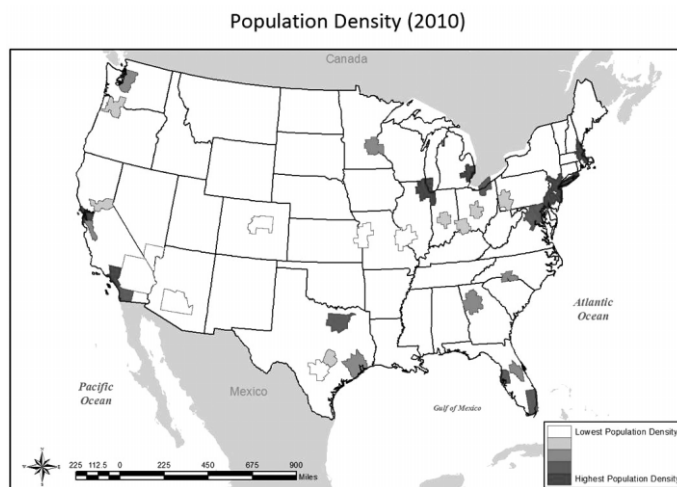 Population Density (2010)
Canada
Atlantic
Ocean
Pacific
Ocean
Mexico
Gulf of Mexico
Lowest Population Density
Highest Population Density
225 112.5 0 225 450 675 900
Miles